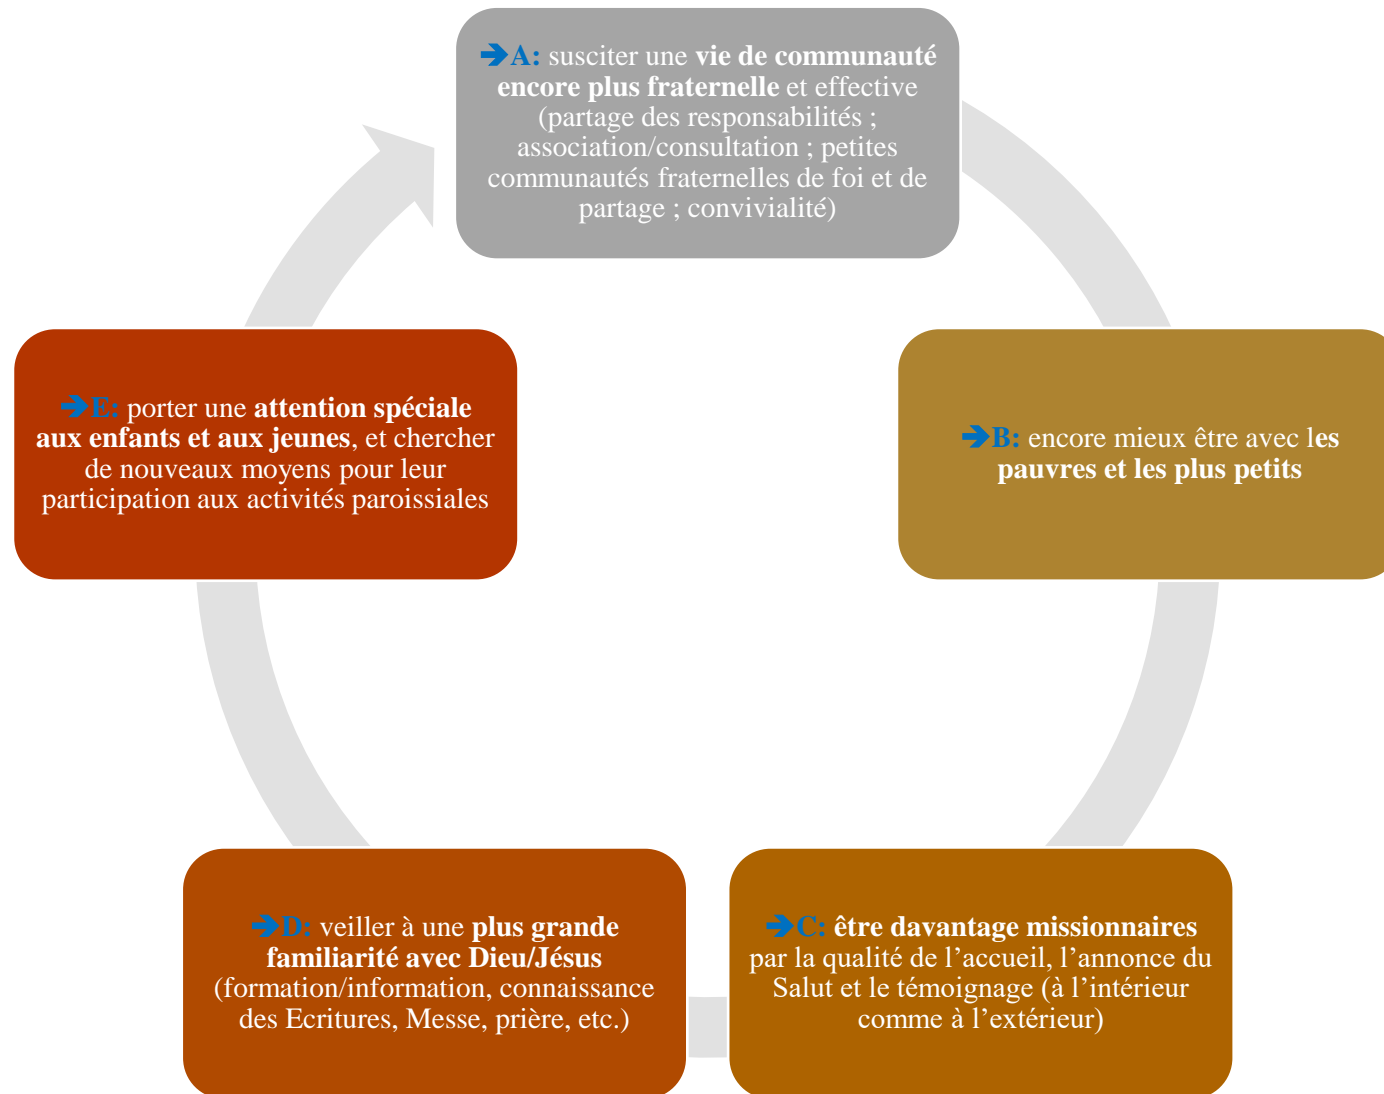 ➔A: susciter une vie de communauté
encore plus fraternelle et effective
(partage des responsabilités ;
association/consultation ; petites
communautés fraternelles de foi et de
partage ; convivialité)
➔B: encore mieux être avec les
pauvres et les plus petits
➔C: être davantage missionnaires
par la qualité de l’accueil, l’annonce du
Salut et le témoignage (à l’intérieur
comme à l’extérieur)
➔D: veiller à une plus grande
familiarité avec Dieu/Jésus
(formation/information, connaissance
des Ecritures, Messe, prière, etc.)
➔E: porter une attention spéciale
aux enfants et aux jeunes, et chercher
de nouveaux moyens pour leur
participation aux activités paroissiales